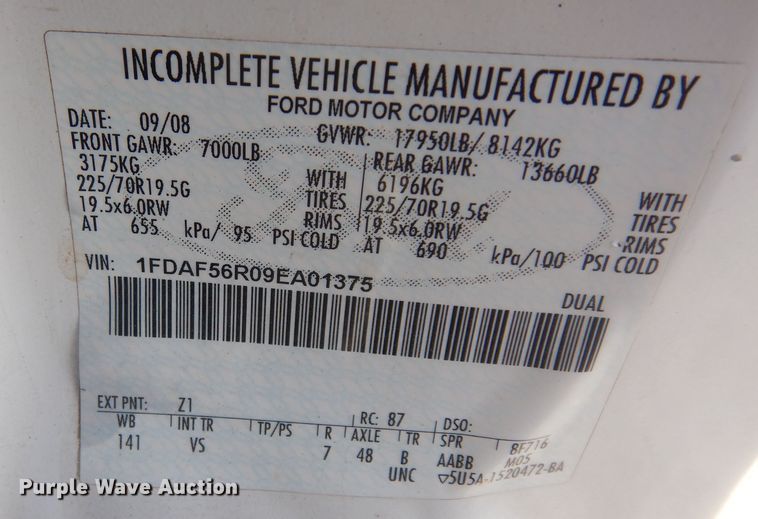 INCOMPLETE VEHICLE MANUFACTURED BY
FORD MOTOR COMPANY
DATE: 09/08 GVWR: 17950LB/ 8142KG
FRONT GAWR: 7000LB REAR GAWR: 13660LB
3175KG WITH 6196KG WITH
225/70R19.5G TIRES 225/70R19.5G TIRES
19.5x6.0RW RIMS 19.5x6.0RW RIMS
AT 655 kPa/ 95 PSI COLD AT 690 kPa/100 PSI COLD
VIN: 1FDAF56R09EA01375
DUAL
EXT PNT: Z1 RC: 87 DSO:
WB INT TR TP/PS R AXLE TR SPR 8F716
141 VS 7 48 B AABB M05
UNC 5U5A-1520472-BA
Purple Wave Auction